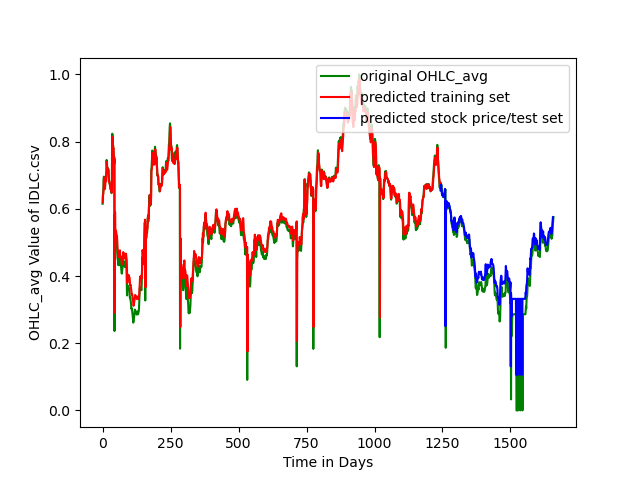 original OHLC_avg
predicted training set
predicted stock price/test set
OHLC_avg Value of IDLC.csv
1.0
0.8
0.6
0.4
0.2
0.0
0 250 500 750 1000 1250 1500
Time in Days